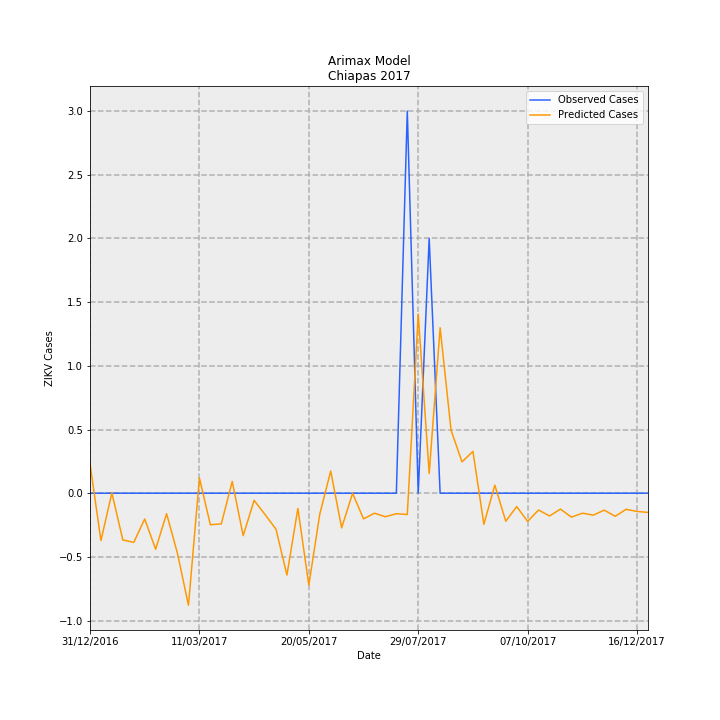 Arimax Model
Chiapas 2017
Observed Cases
Predicted Cases
3.0
2.5
2.0
1.5
1.0
0.5
0.0
−0.5
−1.0
ZIKV Cases
31/12/2016 11/03/2017 20/05/2017 29/07/2017 07/10/2017 16/12/2017
Date